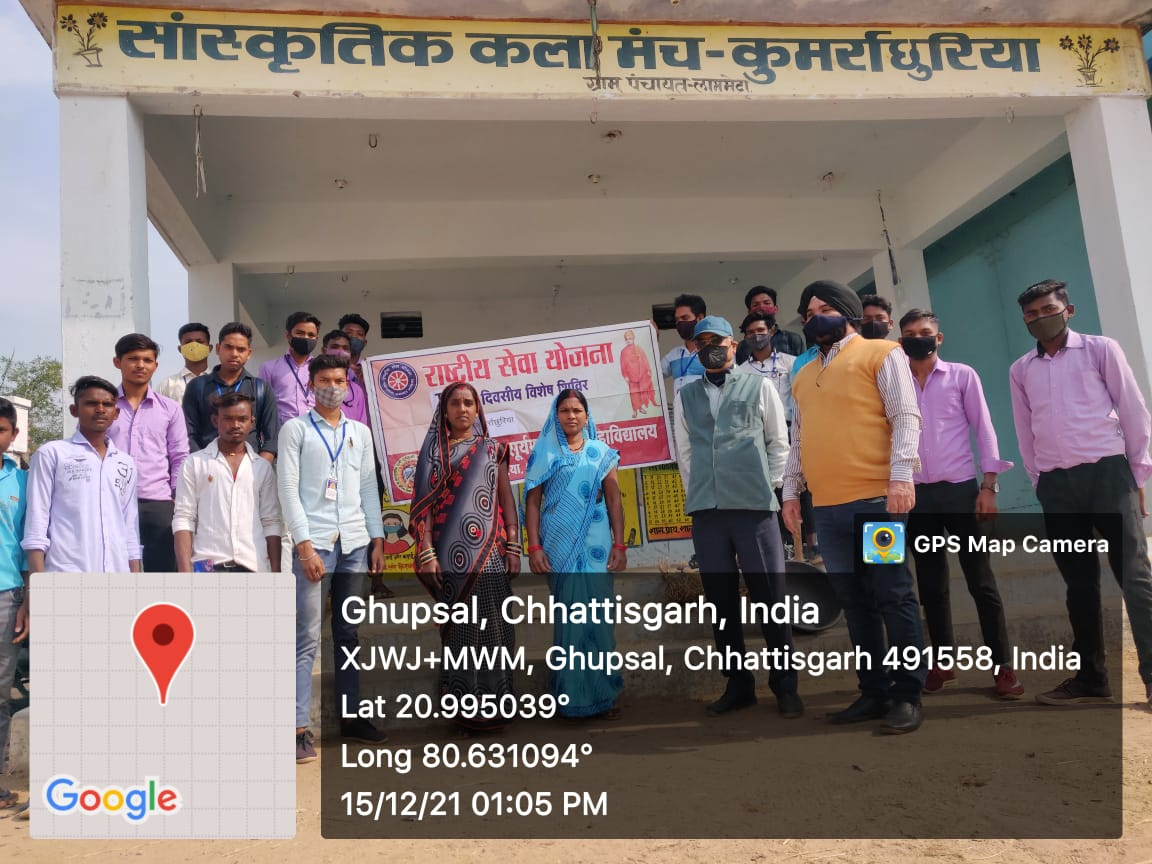 सांस्कृतिक कला मंच-कुमर्राछुरिया
ग्राम पंचायत-लाममेटा
राष्ट्रीय सेवा योजना
दिवसीय विशेष शिविर
GPS Map Camera
Ghupsal, Chhattisgarh, India
XJWJ+MWM, Ghupsal, Chhattisgarh 491558, India
Lat 20.995039°
Long 80.631094°
15/12/21 01:05 PM
Google